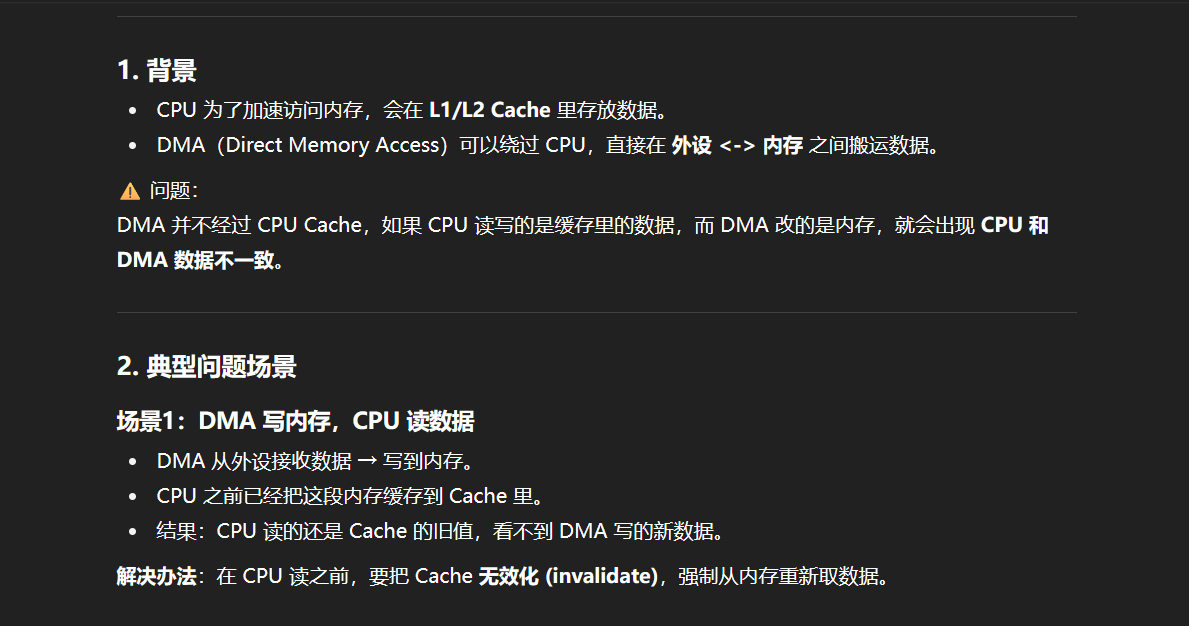 1. 背景
• CPU 为了加速访问内存，会在 L1/L2 Cache 里存放数据。
• DMA（Direct Memory Access）可以绕过 CPU，直接在 外设 <-> 内存 之间搬运数据。
⚠️ 问题：
DMA 并不经过 CPU Cache，如果 CPU 读写的是缓存里的数据，而 DMA 改的是内存，就会出现 CPU 和
DMA 数据不一致。
2. 典型问题场景
场景1：DMA 写内存，CPU 读数据
• DMA 从外设接收数据 → 写到内存。
• CPU 之前已经把这段内存缓存到 Cache 里。
• 结果：CPU 读的还是 Cache 的旧值，看不到 DMA 写的新数据。
解决办法：在 CPU 读之前，要把 Cache 无效化 (invalidate)，强制从内存重新取数据。